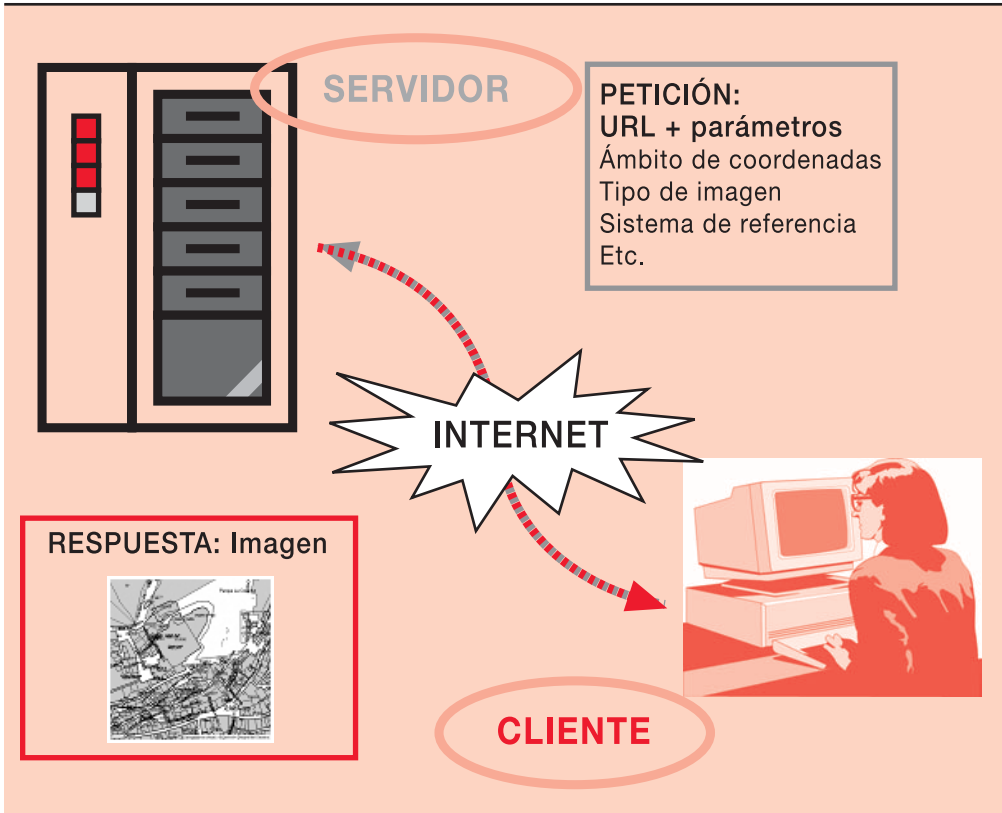 SERVIDOR
PETICIÓN:
URL + parámetros
Ámbito de coordenadas
Tipo de imagen
Sistema de referencia
Etc.
INTERNET
RESPUESTA: Imagen
CLIENTE